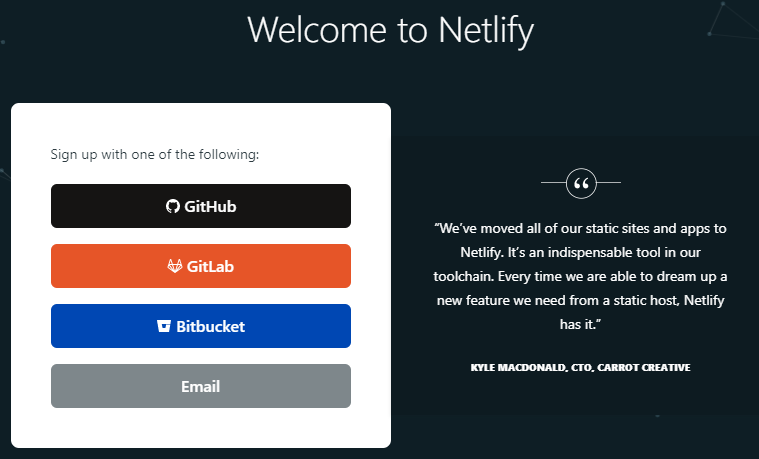 Welcome to Netlify
Sign up with one of the following:
GitHub
GitLab
Bitbucket
Email
“We’ve moved all of our static sites and apps to
Netlify. It’s an indispensable tool in our
toolchain. Every time we are able to dream up a
new feature we need from a static host, Netlify
has it.”
KYLE MACDONALD, CTO, CARROT CREATIVE